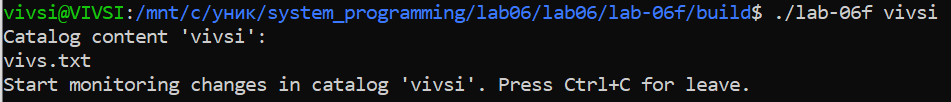 vivsi@VIVSI:/mnt/c/уник/system_programming/lab06/lab06/lab-06f/build$ ./lab-06f vivsi
Catalog content 'vivsi':
vivs.txt
Start monitoring changes in catalog 'vivsi'. Press Ctrl+C for leave.